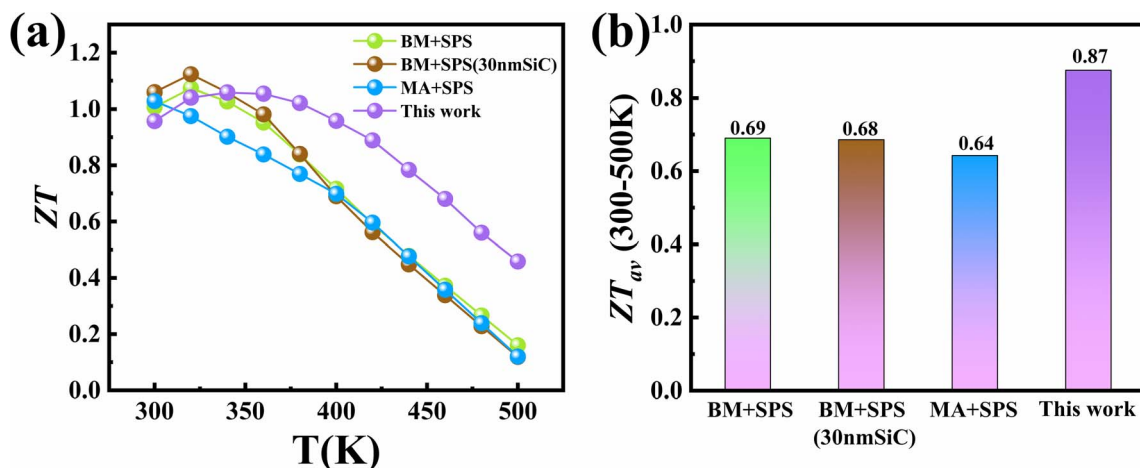 (a)
ZT
1.2
1.0
0.8
0.6
0.4
0.2
0.0
300
350
400
450
500
T(K)
BM+SPS
BM+SPS(30nmSiC)
MA+SPS
This work
(b)
ZTav (300-500K)
1.0
0.8
0.6
0.4
0.2
0.0
0.69
0.68
0.64
0.87
BM+SPS
BM+SPS
(30nmSiC)
MA+SPS
This work